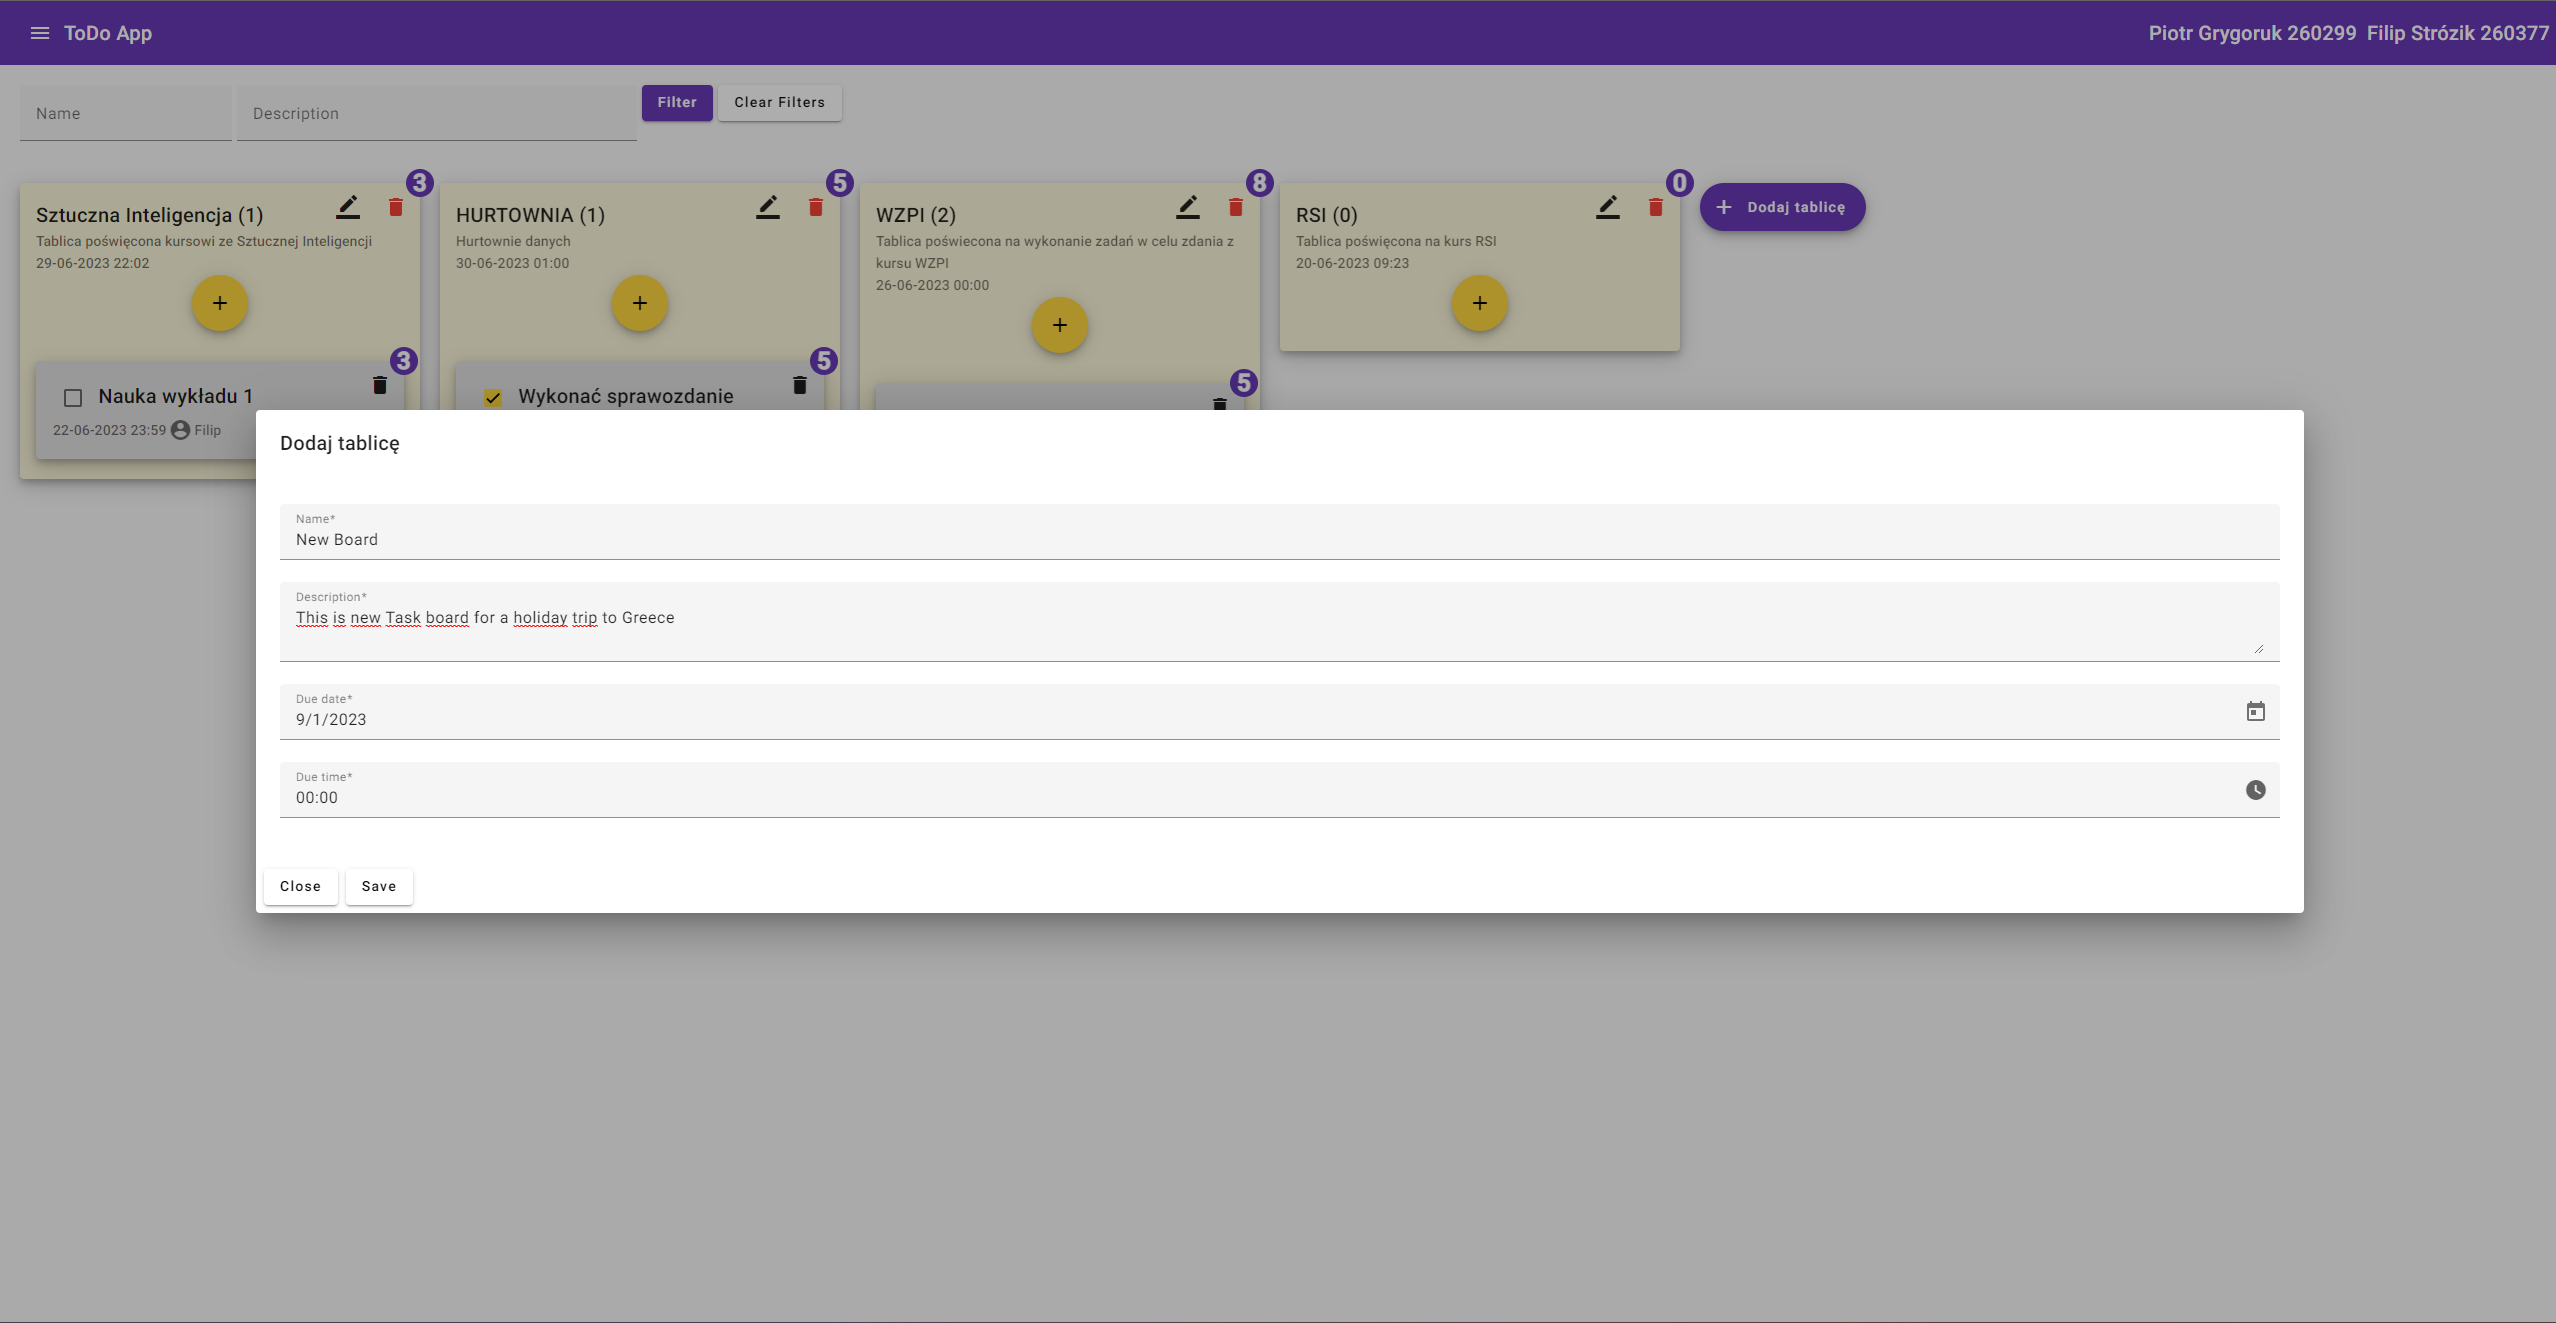 ToDo App
Piotr Grygoruk 260299 Filip Strózik 260377
Name
Description
Filter
Clear Filters
3
Sztuczna Inteligencja (1)
Tablica poświęcona kursowi ze Sztucznej Inteligencji
29-06-2023 22:02
+
3
Nauka wykładu 1
22-06-2023 23:59 Filip
5
HURTOWNIA (1)
Hurtownie danych
30-06-2023 01:00
+
5
Wykonać sprawozdanie
8
WZPI (2)
Tablica poświecona na wykonanie zadań w celu zdania z
kursu WZPI
26-06-2023 00:00
+
5
0
RSI (0)
Tablica poświęcona na kurs RSI
20-06-2023 09:23
+
+ Dodaj tablicę
Dodaj tablicę
Name*
New Board
Description*
This is new Task board for a holiday trip to Greece
Due date*
9/1/2023
Due time*
00:00
Close
Save